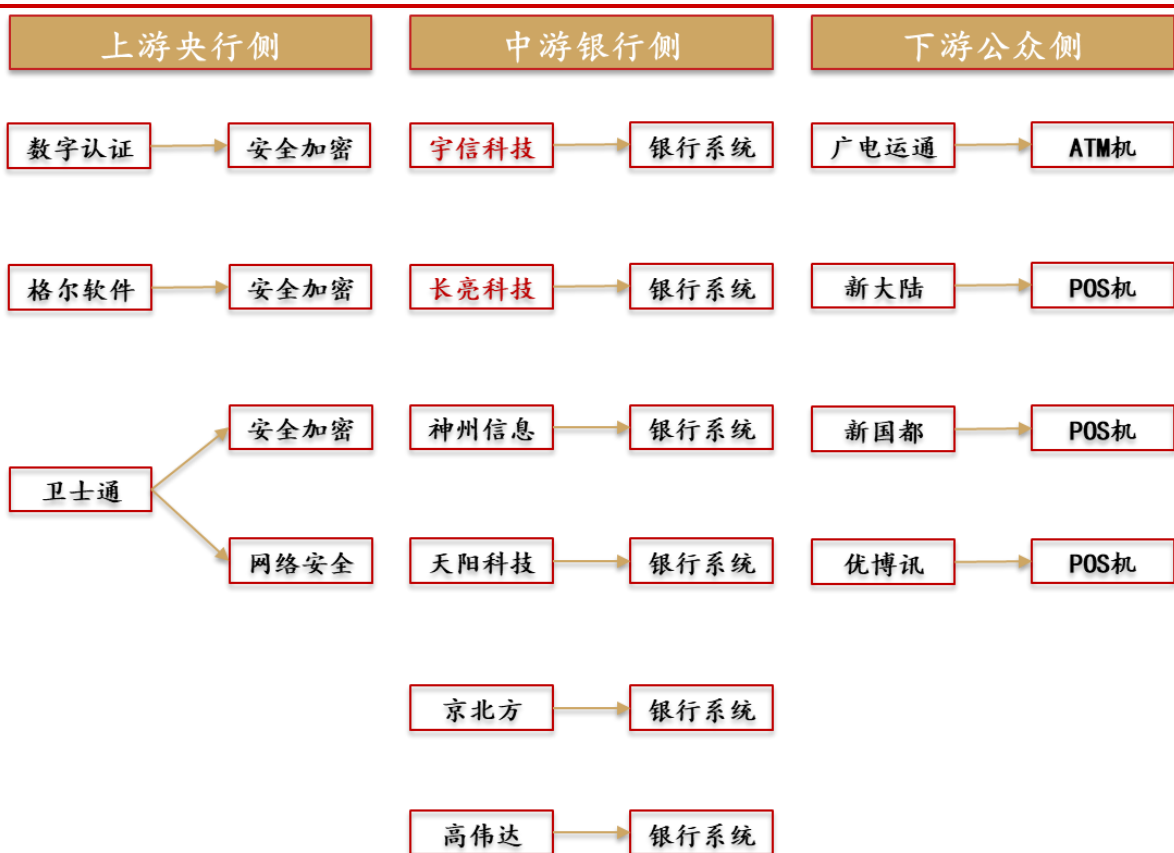 上游央行侧
中游银行侧
下游公众侧
数字认证
安全加密
宇信科技
银行系统
广电运通
ATM机
格尔软件
安全加密
长亮科技
银行系统
新大陆
POS机
卫士通
安全加密
网络安全
神州信息
银行系统
新国都
POS机
天阳科技
银行系统
优博讯
POS机
京北方
银行系统
高伟达
银行系统